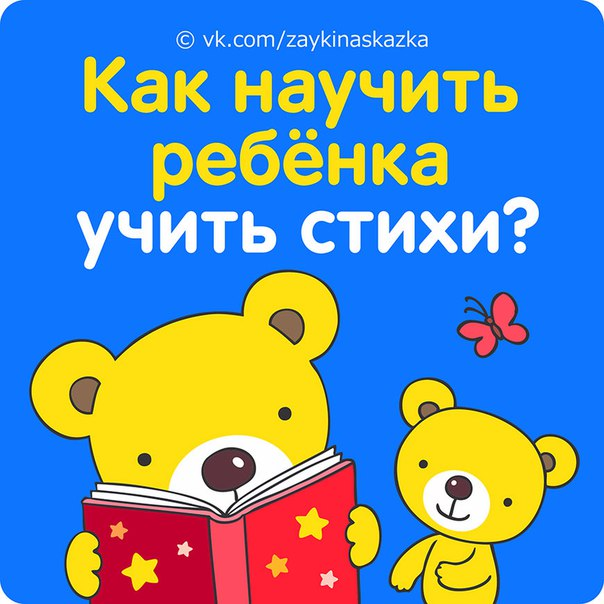 © vk.com/zaykinaskazka
Как научить
ребёнка
учить стихи?